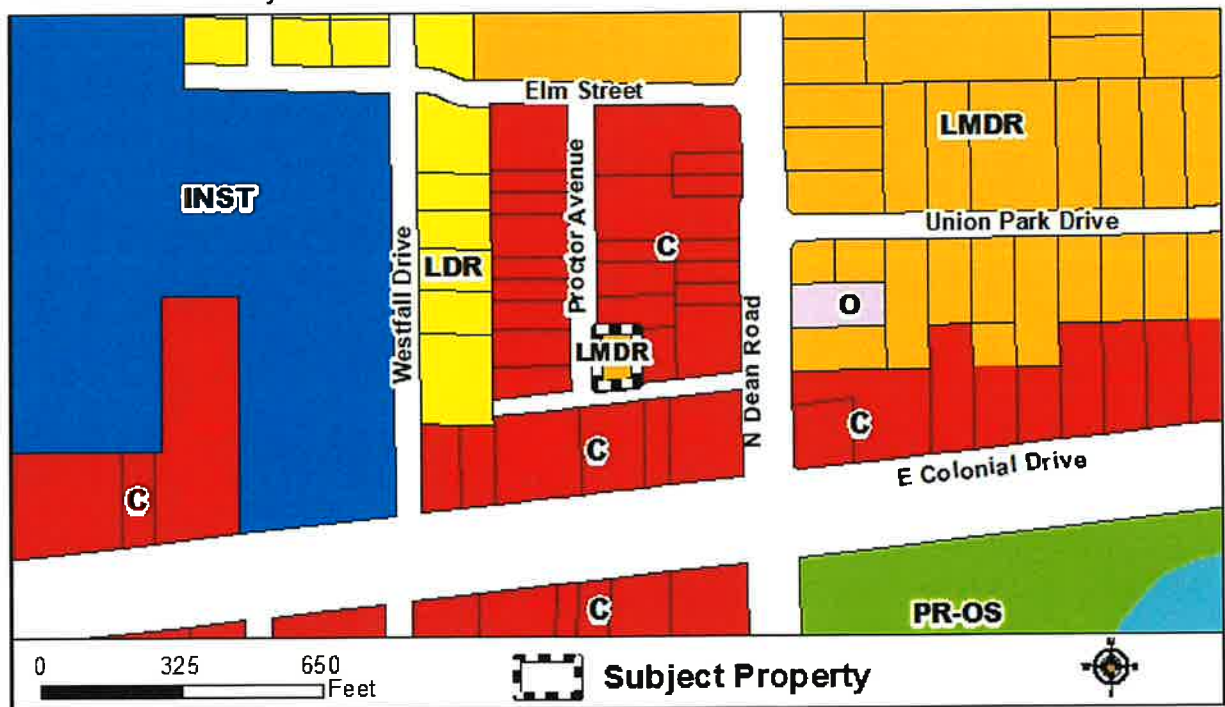 Elm Street
LMDR
INST
Proctor Avenue
Union Park Drive
Westfall Drive
LDR
C
O
LMDR
N Dean Road
C
C
E Colonial Drive
C
C
PR-OS
0 325 650
Feet
Subject Property